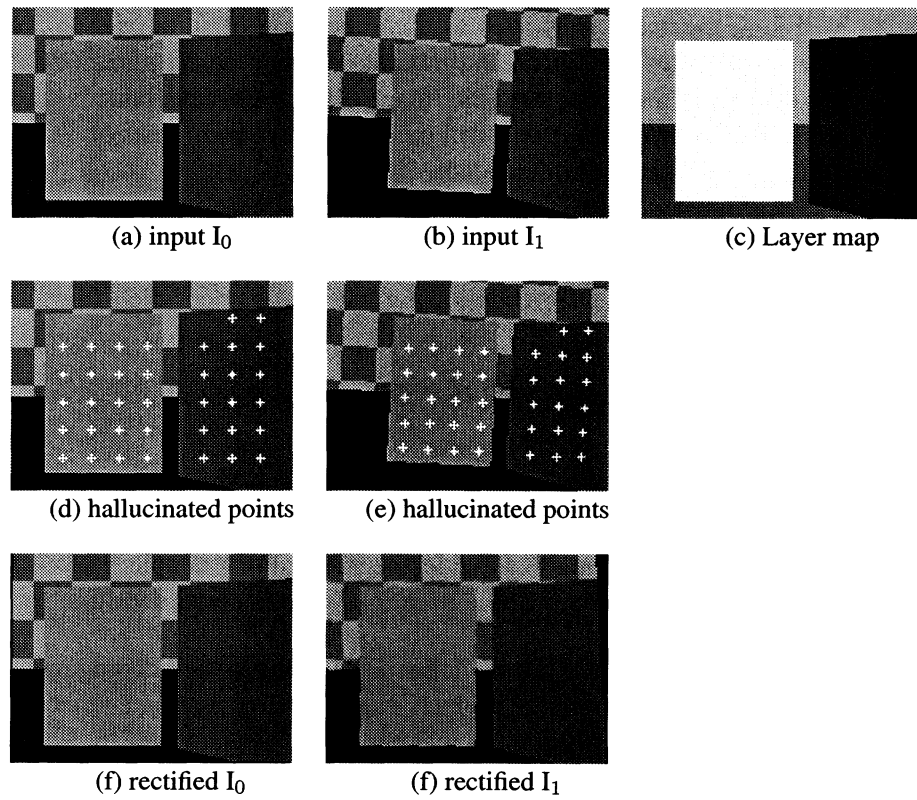 (a) input I₀
(b) input I₁
(c) Layer map
(d) hallucinated points
(e) hallucinated points
(f) rectified I₀
(f) rectified I₁